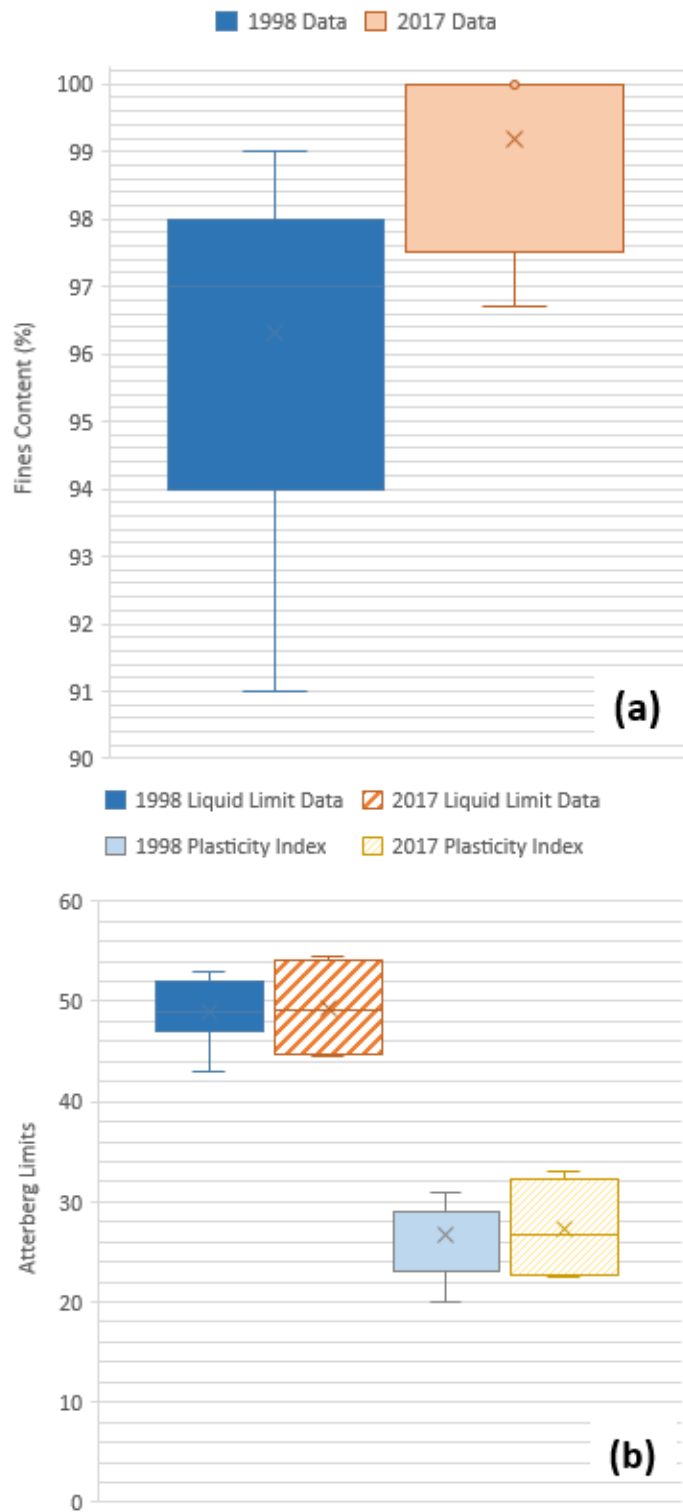 1998 Data 2017 Data
100
99
98
97
96
95
94
93
92
91
90
Fines Content (%)
(a)
1998 Liquid Limit Data 2017 Liquid Limit Data
1998 Plasticity Index 2017 Plasticity Index
60
50
40
30
20
10
0
Atterberg Limits
(b)